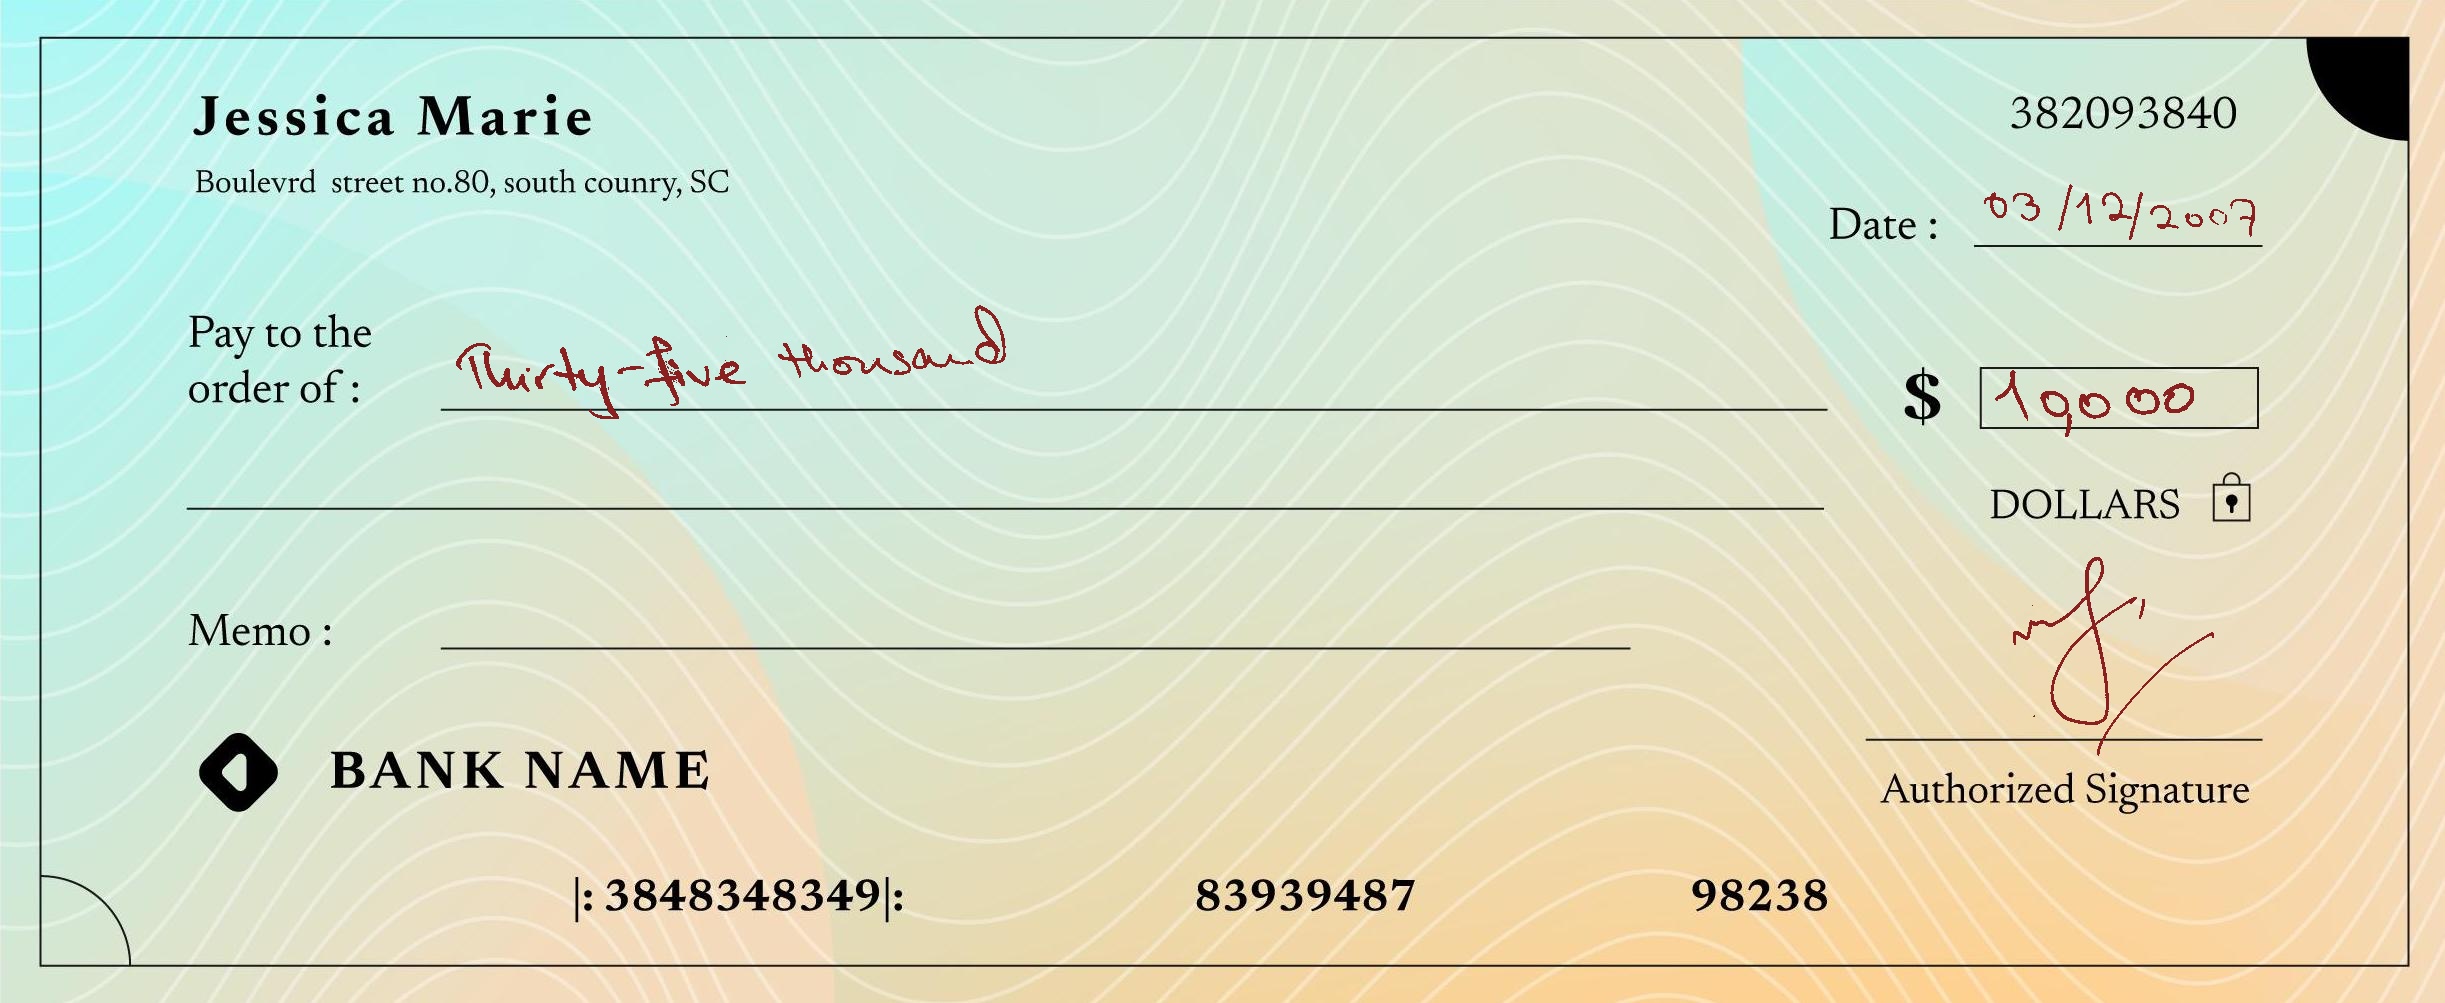 Jessica Marie
382093840
Boulevrd street no.80, south counry, SC
Date : 03/12/2007
Pay to the
order of : Thirty-five thousand
$ 10,000
DOLLARS
Memo :
BANK NAME
Authorized Signature
|: 3848348349|: 83939487 98238